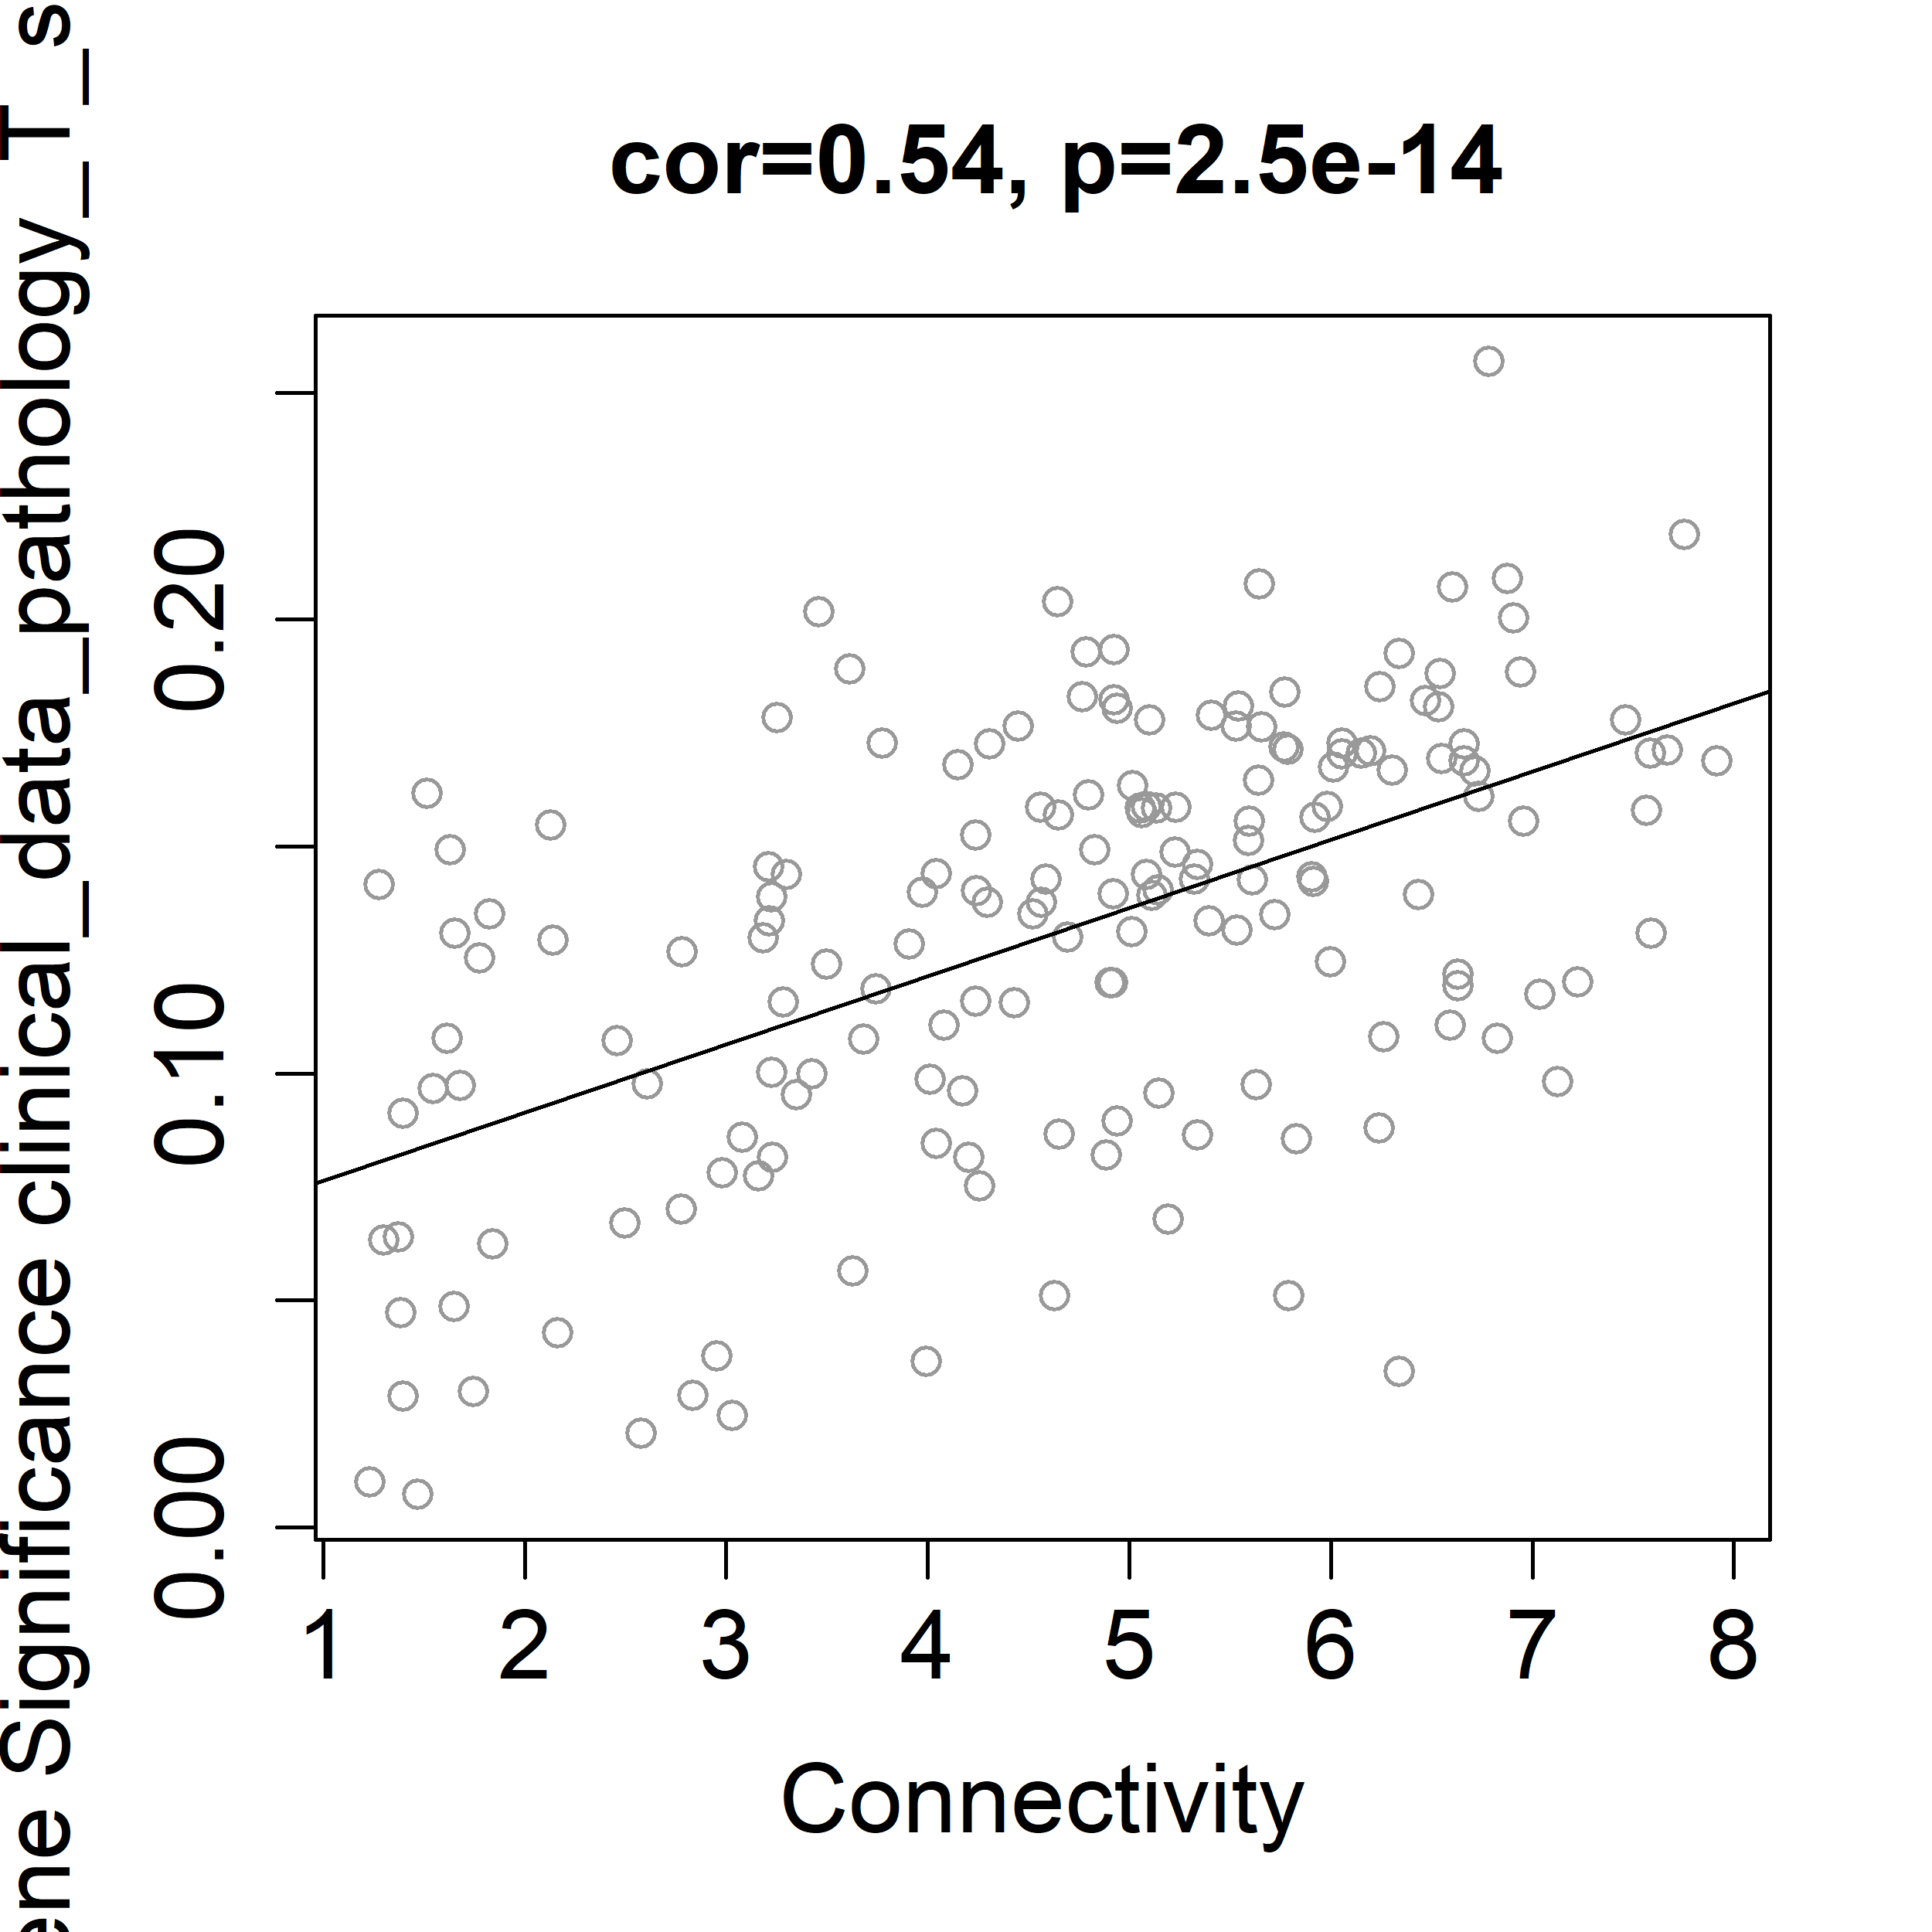 cor=0.54, p=2.5e-14
ene Significance clinical_data_pathology_T_s
0.20
0.10
0.00
1 2 3 4 5 6 7 8
Connectivity